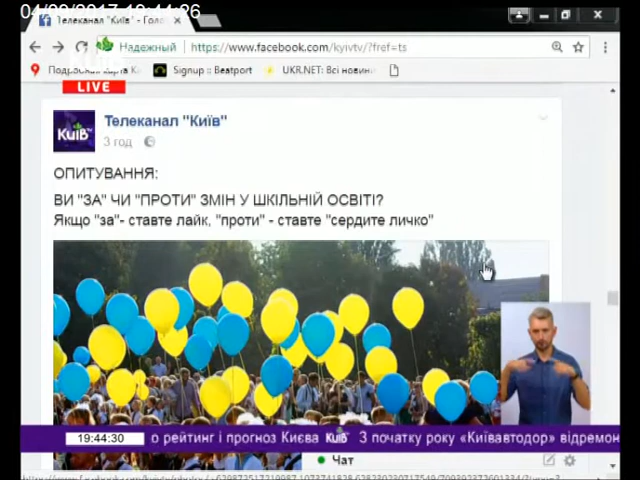 04/29/2017 19:44:26
Телеканал "Київ" - Голо
Надежный
https://www.facebook.com/kyivtv/?fref=ts
Подробная карта К
Signup :: Beatport
UKR.NET: Всі новини
КиїВ
LIVE
КиїВ
Телеканал "Київ"
3 год
ОПИТУВАННЯ:
ВИ "ЗА" ЧИ "ПРОТИ" ЗМІН У ШКІЛЬНІЙ ОСВІТІ?
Якщо "за"- ставте лайк, "проти" - ставте "сердите личко"
19:44:30
о рейтинг і прогноз Києва КиїВ З початку року «Київавтодор» відремон
Чат